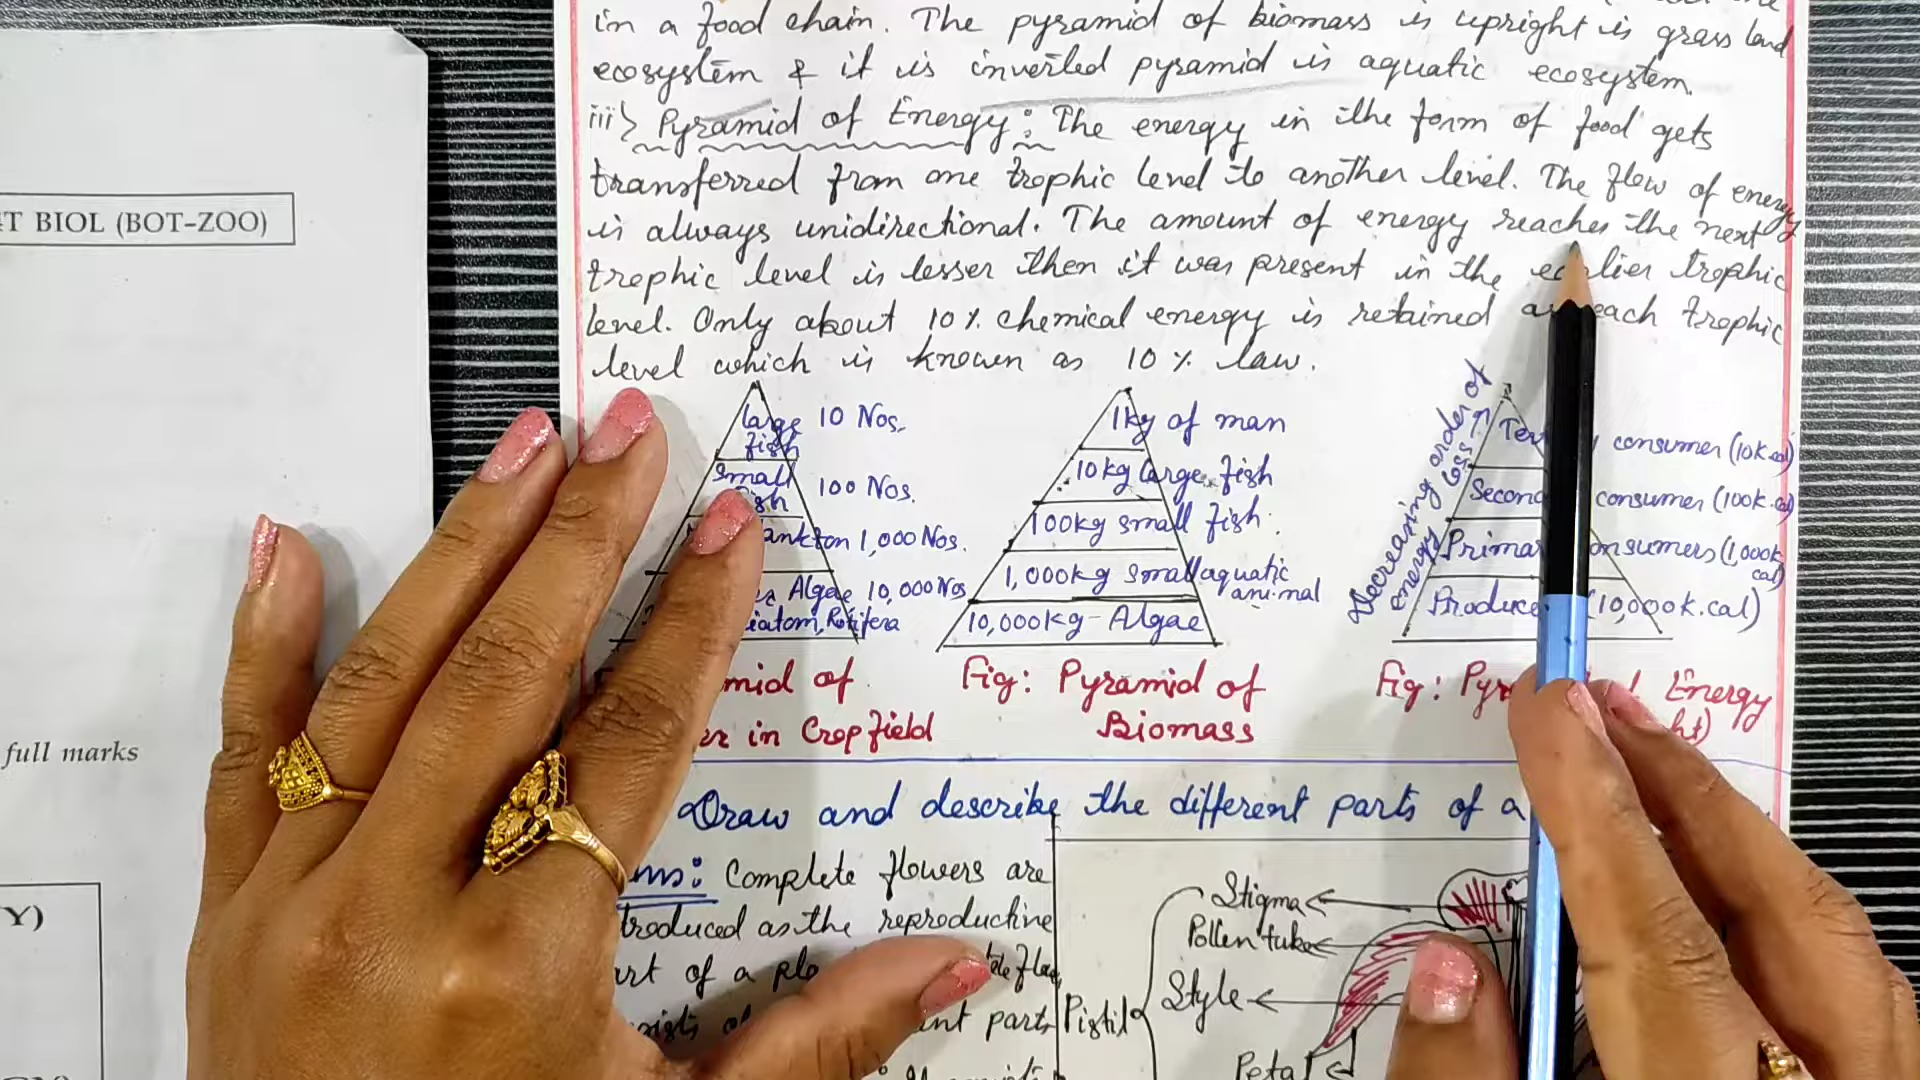 in a food chain. The pyramid of biomass is upright is grass land
ecosystem & it is inverted pyramid is aquatic ecosystem.
iii) Pyramid of Energy: The energy in the form of food gets
transferred from one trophic level to another level. The flow of energy
is always unidirectional. The amount of energy reaches the next
trophic level is lesser then it was present in the earlier trophic
level. Only about 10% chemical energy is retained each trophic
level which is known as 10% law.
large fish 10 Nos.
small fish 100 Nos.
1,000 Nos.
Algae 10,000 Nos
Rotifera
of
in Cropfield
1kg of man
10kg large fish
100kg small fish
1,000kg small aquatic animal
10,000kg - Algae
Fig: Pyramid of
Biomass
Decreasing order of
energy loss
consumer (10k.cal)
consumer (100k.cal)
consumers (1,000k.cal)
(10,000k.cal)
Fig: Energy
Draw and describe the different parts of a
Complete flowers are
as the reproductive
of a
parts
Stigma
Pollen tube
Style
Pistil
Petal
T BIOL (BOT-ZOO)
full marks
Y)